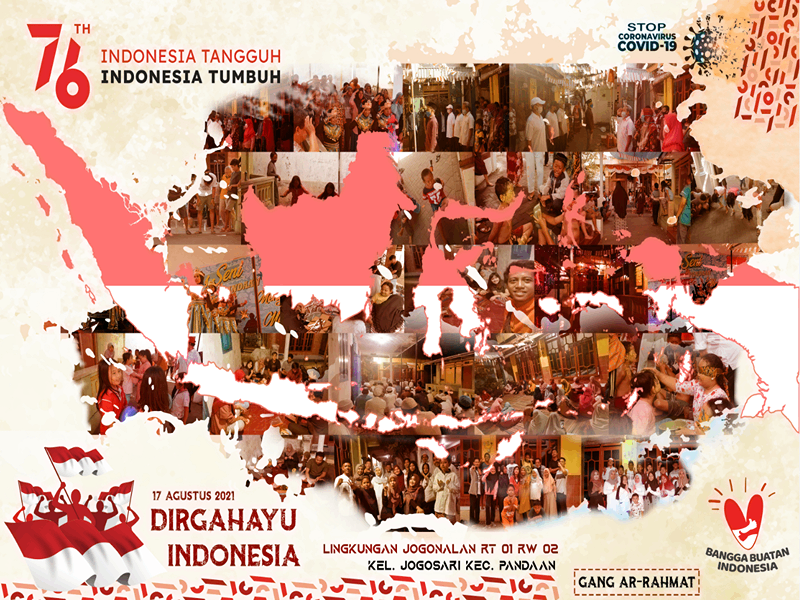 76TH
INDONESIA TANGGUH
INDONESIA TUMBUH
STOP
CORONAVIRUS
COVID-19
Seni
17 AGUSTUS 2021
DIRGAHAYU
INDONESIA
LINGKUNGAN JOGONALAN RT 01 RW 02
KEL. JOGOSARI KEC. PANDAAN
GANG AR-RAHMAT
BANGGA BUATAN
INDONESIA